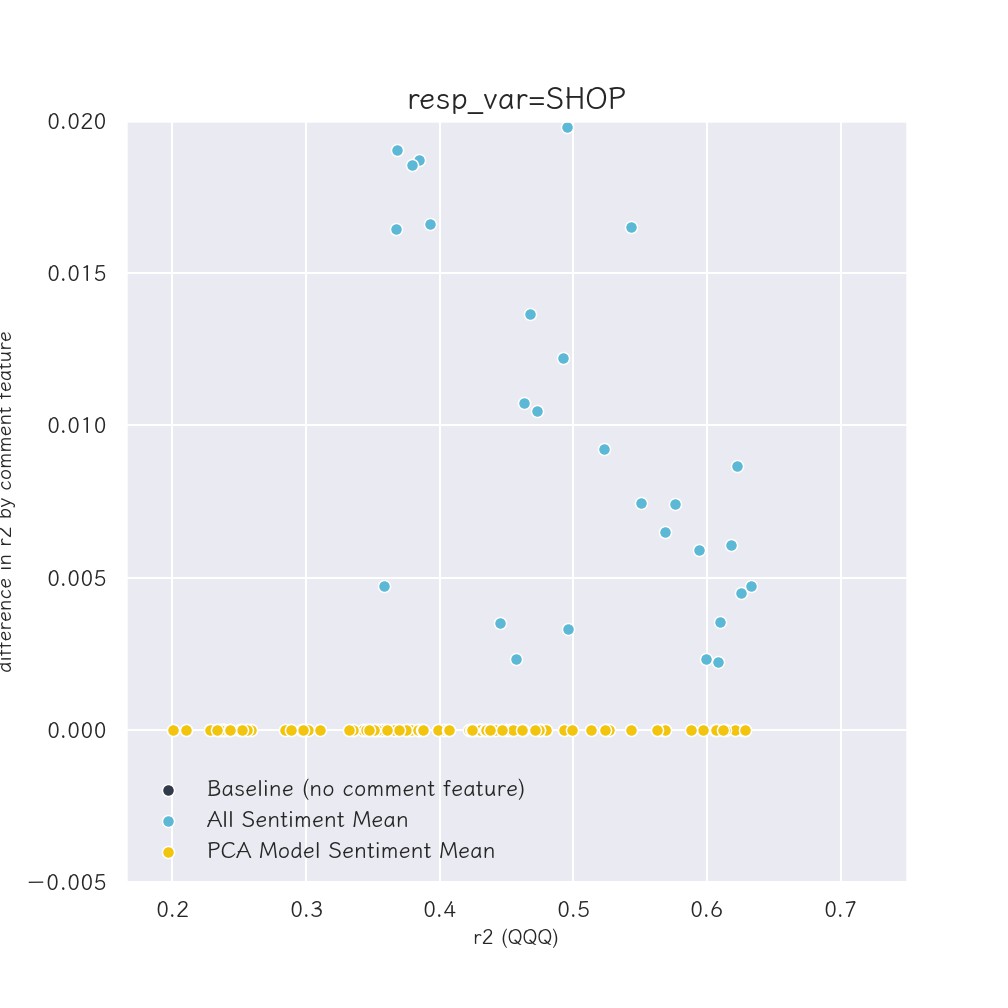 resp_var=SHOP
0.020
0.015
0.010
0.005
0.000
−0.005
difference in r2 by comment feature
Baseline (no comment feature)
All Sentiment Mean
PCA Model Sentiment Mean
0.2 0.3 0.4 0.5 0.6 0.7
r2 (QQQ)